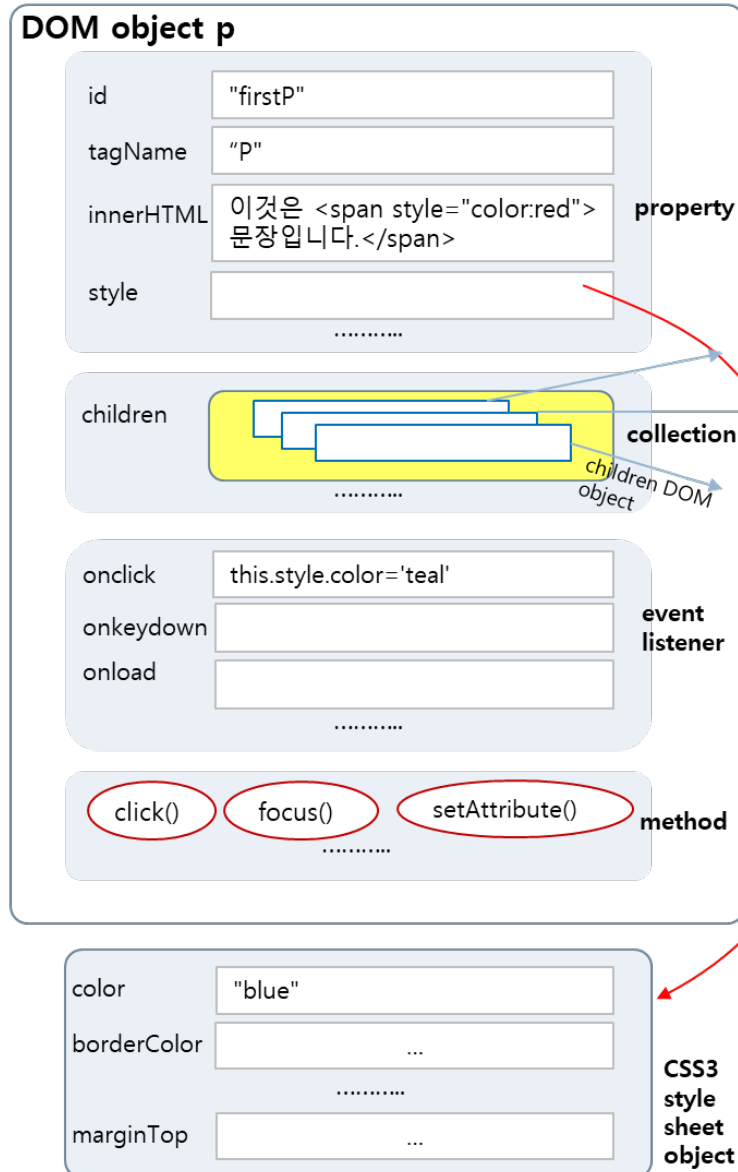 DOM object p
id
"firstP"
tagName
“P"
innerHTML
이것은 <span style="color:red">
문장입니다.</span>
property
style
………..
children
collection
children DOM
object
………..
onclick
this.style.color='teal'
onkeydown
event
listener
onload
………..
click()
focus()
setAttribute()
method
………..
color
"blue"
borderColor
...
………..
CSS3
style
sheet
object
marginTop
...